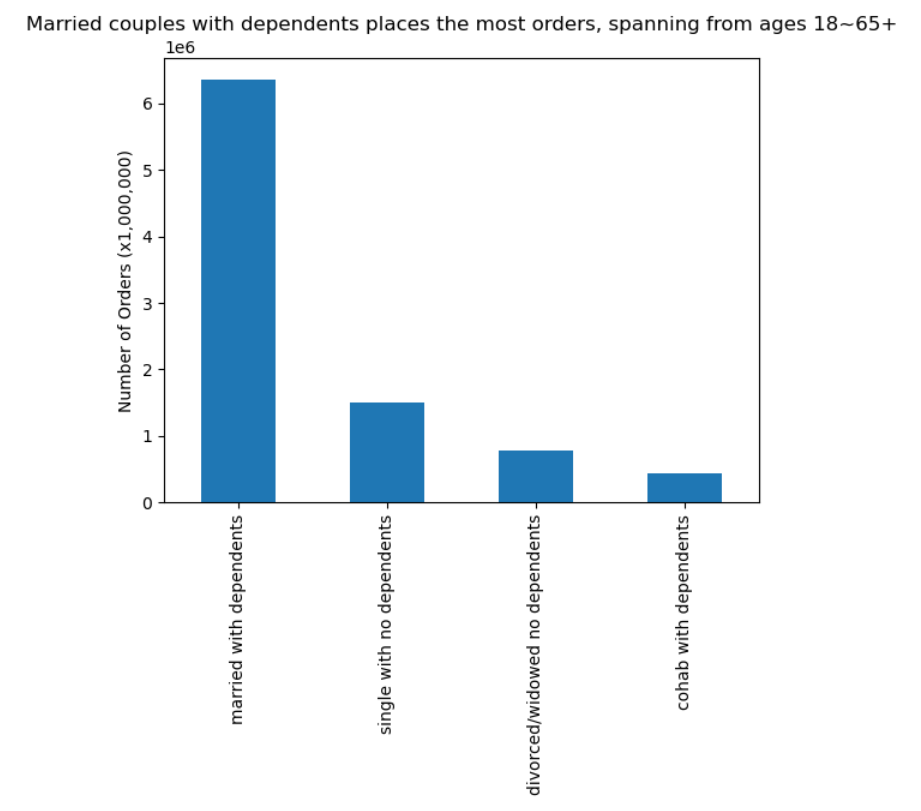 Married couples with dependents places the most orders, spanning from ages 18~65+
1e6
Number of Orders (x1,000,000)
6
5
4
3
2
1
0
married with dependents
single with no dependents
divorced/widowed no dependents
cohab with dependents